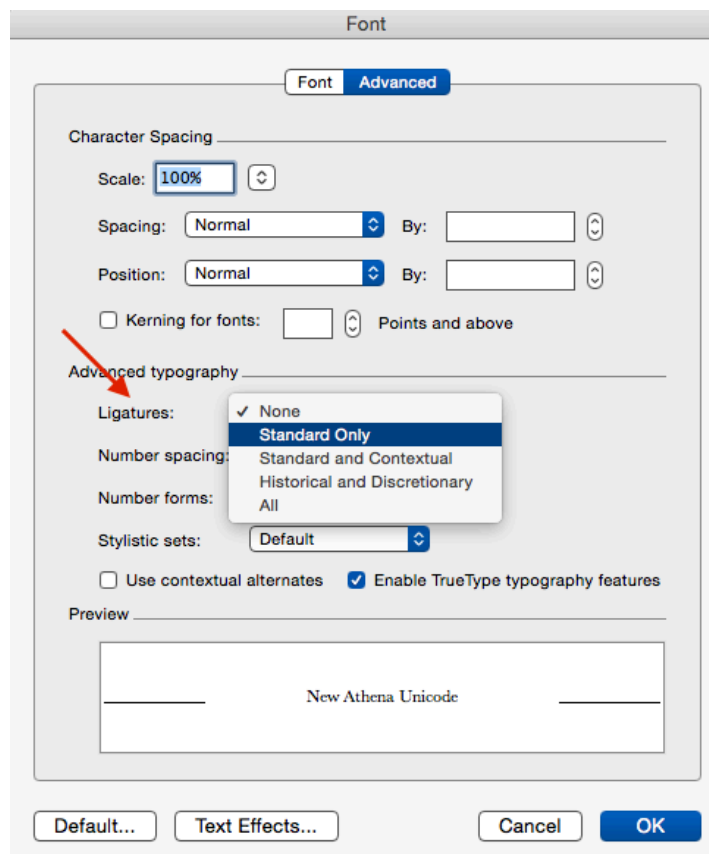 Font
Font Advanced
Character Spacing
Scale: 100%
Spacing: Normal By:
Position: Normal By:
Kerning for fonts: Points and above
Advanced typography
Ligatures: ✓ None
Standard Only
Number spacing: Standard and Contextual
Historical and Discretionary
Number forms: All
Stylistic sets: Default
Use contextual alternates Enable TrueType typography features
Preview
New Athena Unicode
Default... Text Effects... Cancel OK